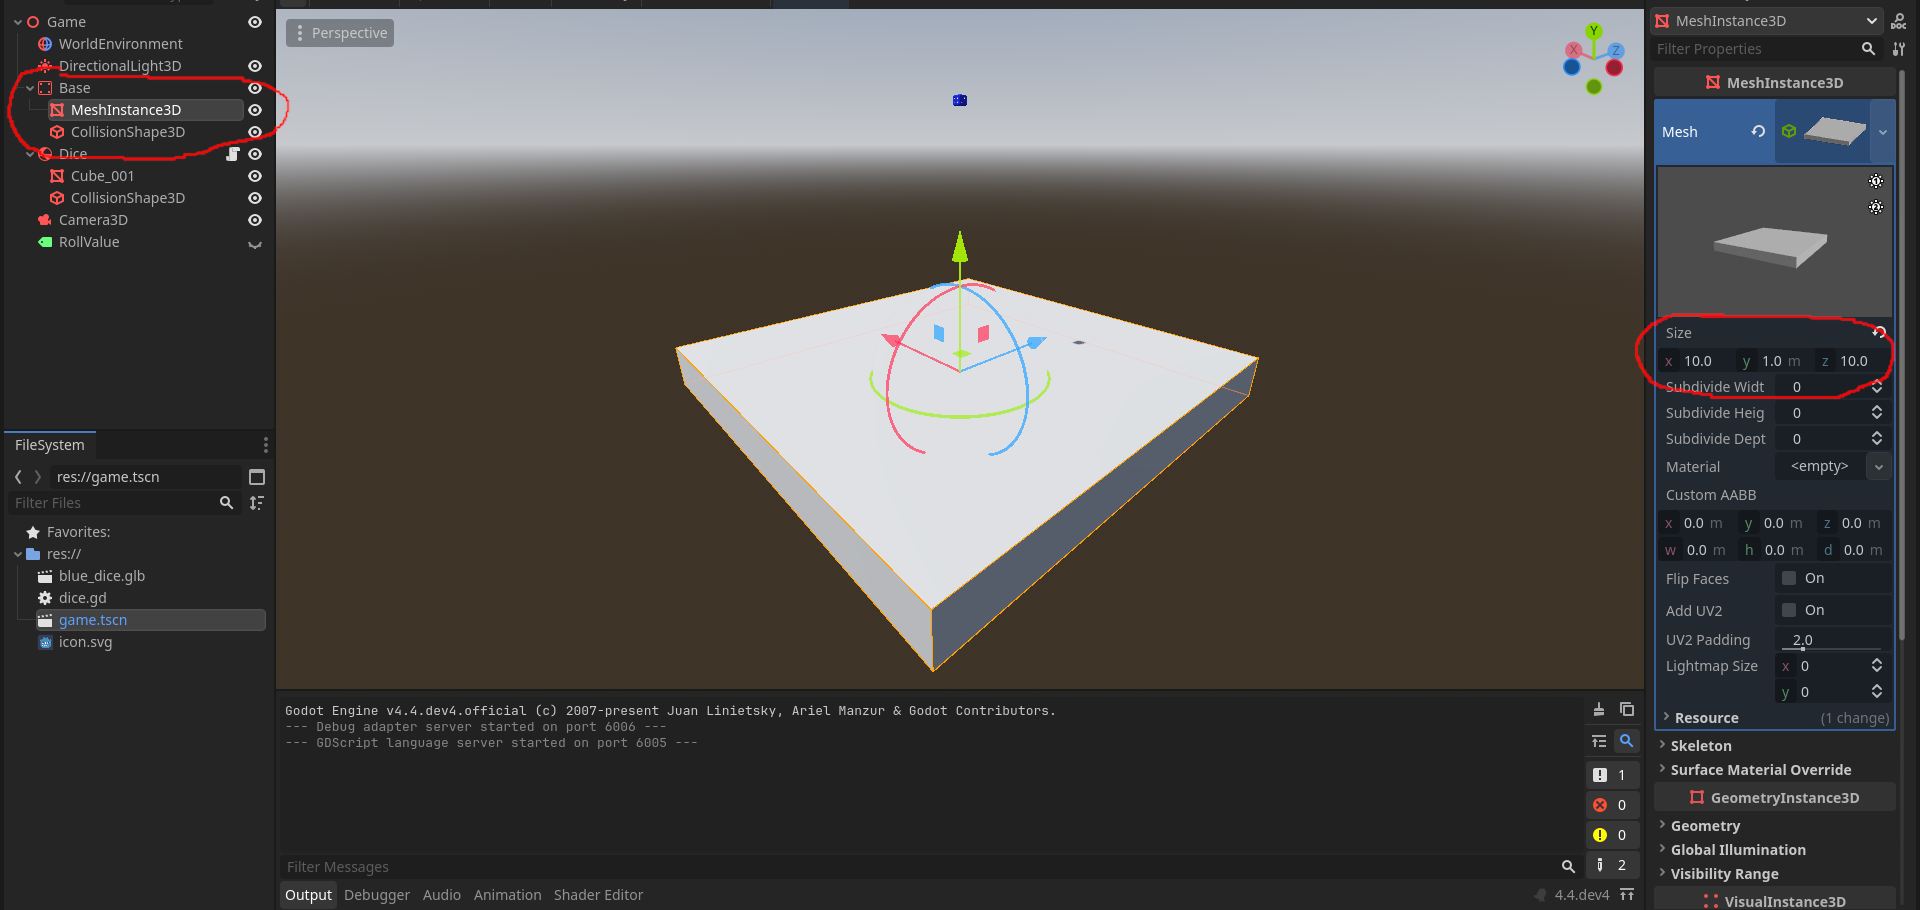 Game
WorldEnvironment
DirectionalLight3D
Base
MeshInstance3D
CollisionShape3D
Dice
Cube_001
CollisionShape3D
Camera3D
RollValue
FileSystem
res://game.tscn
Filter Files
Favorites:
res://
blue_dice.glb
dice.gd
game.tscn
icon.svg
Perspective
Y
X
Z
Godot Engine v4.4.dev4.official (c) 2007-present Juan Linietsky, Ariel Manzur & Godot Contributors.
--- Debug adapter server started on port 6006 ---
--- GDScript language server started on port 6005 ---
1
0
0
2
Filter Messages
Output Debugger Audio Animation Shader Editor
4.4.dev4
MeshInstance3D
DOC
Filter Properties
MeshInstance3D
Mesh
1
2
Size
x 10.0 y 1.0 m z 10.0
Subdivide Widt 0
Subdivide Heig 0
Subdivide Dept 0
Material <empty>
Custom AABB
x 0.0 m y 0.0 m z 0.0 m
w 0.0 m h 0.0 m d 0.0 m
Flip Faces On
Add UV2 On
UV2 Padding 2.0
Lightmap Size x 0
y 0
Resource (1 change)
Skeleton
Surface Material Override
GeometryInstance3D
Geometry
Global Illumination
Visibility Range
VisualInstance3D